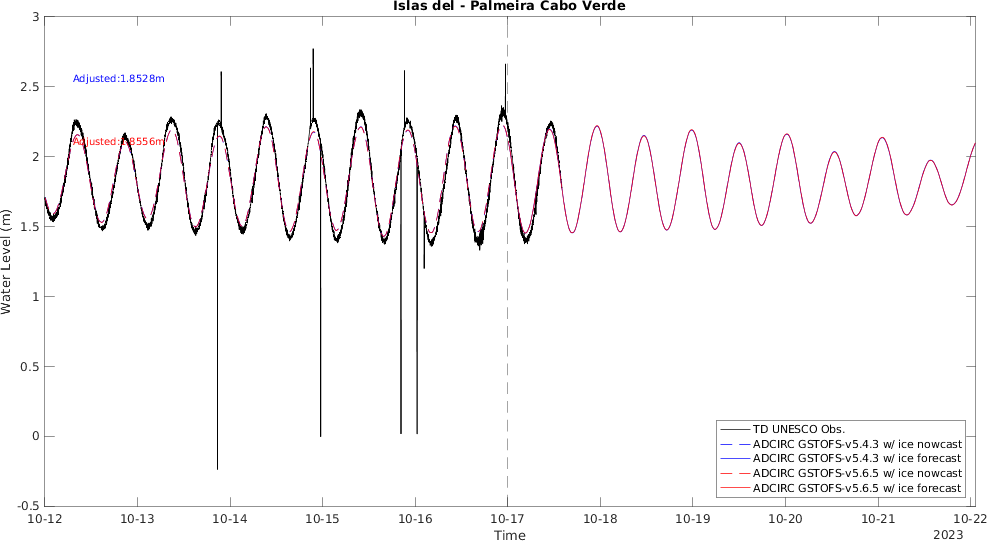 Islas del - Palmeira Cabo Verde
Water Level (m)
3
2.5
2
1.5
1
0.5
0
-0.5
Adjusted:1.8528m
Adjusted:1.8556m
TD UNESCO Obs.
ADCIRC GSTOFS-v5.4.3 w/ ice nowcast
ADCIRC GSTOFS-v5.4.3 w/ ice forecast
ADCIRC GSTOFS-v5.6.5 w/ ice nowcast
ADCIRC GSTOFS-v5.6.5 w/ ice forecast
10-12 10-13 10-14 10-15 10-16 10-17 10-18 10-19 10-20 10-21 10-22
Time
2023